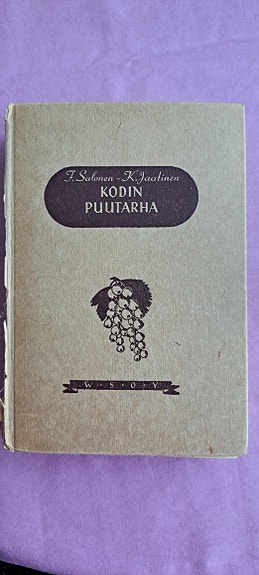 F. Salonen - K. Jaatinen
KODIN
PUUTARHA
W · S · O · Y